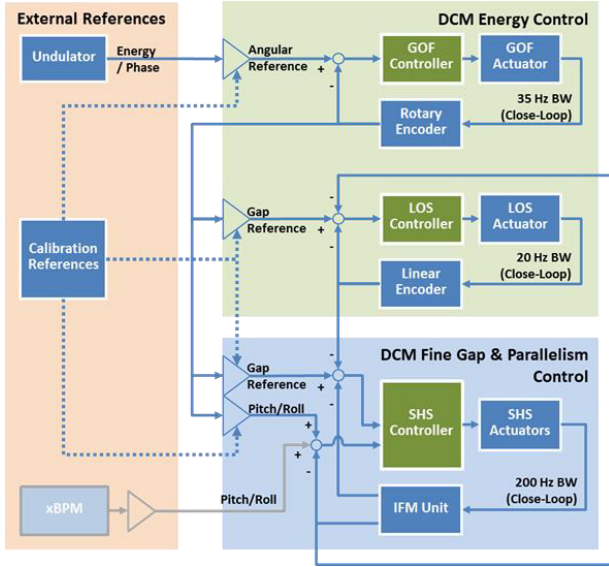 External References
DCM Energy Control
Undulator
Energy
/ Phase
Angular
Reference
+
-
GOF
Controller
GOF
Actuator
35 Hz BW
(Close-Loop)
Rotary
Encoder
-
Gap
Reference
+
-
LOS
Controller
LOS
Actuator
20 Hz BW
(Close-Loop)
Linear
Encoder
Calibration
References
DCM Fine Gap & Parallelism
Control
-
Gap
Reference
+
-
Pitch/Roll
+
+
-
SHS
Controller
SHS
Actuators
200 Hz BW
(Close-Loop)
IFM Unit
xBPM
Pitch/Roll